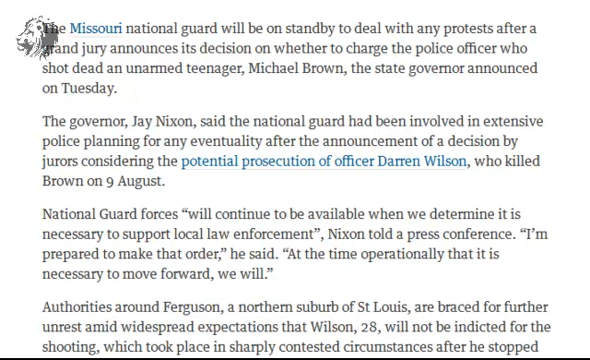 The Missouri national guard will be on standby to deal with any protests after a
grand jury announces its decision on whether to charge the police officer who
shot dead an unarmed teenager, Michael Brown, the state governor announced
on Tuesday.
The governor, Jay Nixon, said the national guard had been involved in extensive
police planning for any eventuality after the announcement of a decision by
jurors considering the potential prosecution of officer Darren Wilson, who killed
Brown on 9 August.
National Guard forces “will continue to be available when we determine it is
necessary to support local law enforcement”, Nixon told a press conference. “I’m
prepared to make that order,” he said. “At the time operationally that it is
necessary to move forward, we will.”
Authorities around Ferguson, a northern suburb of St Louis, are braced for further
unrest amid widespread expectations that Wilson, 28, will not be indicted for the
shooting, which took place in sharply contested circumstances after he stopped